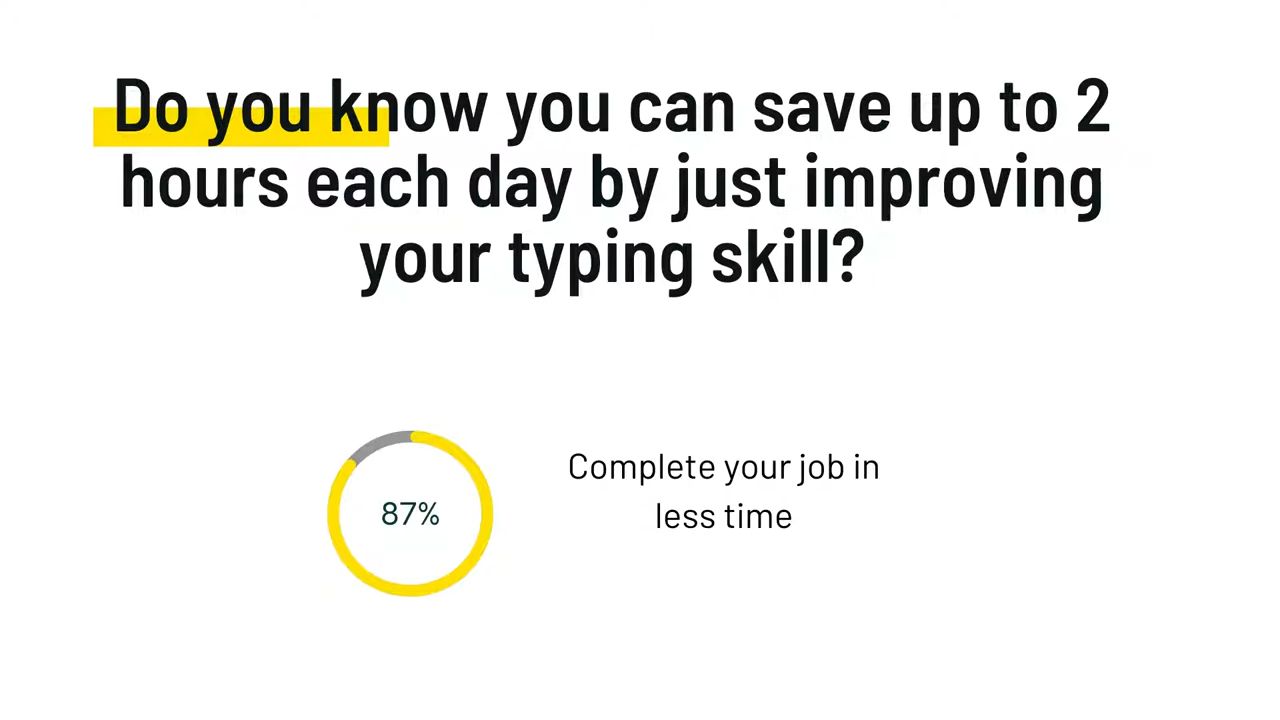 Do you know you can save up to 2
hours each day by just improving
your typing skill?
87%
Complete your job in
less time